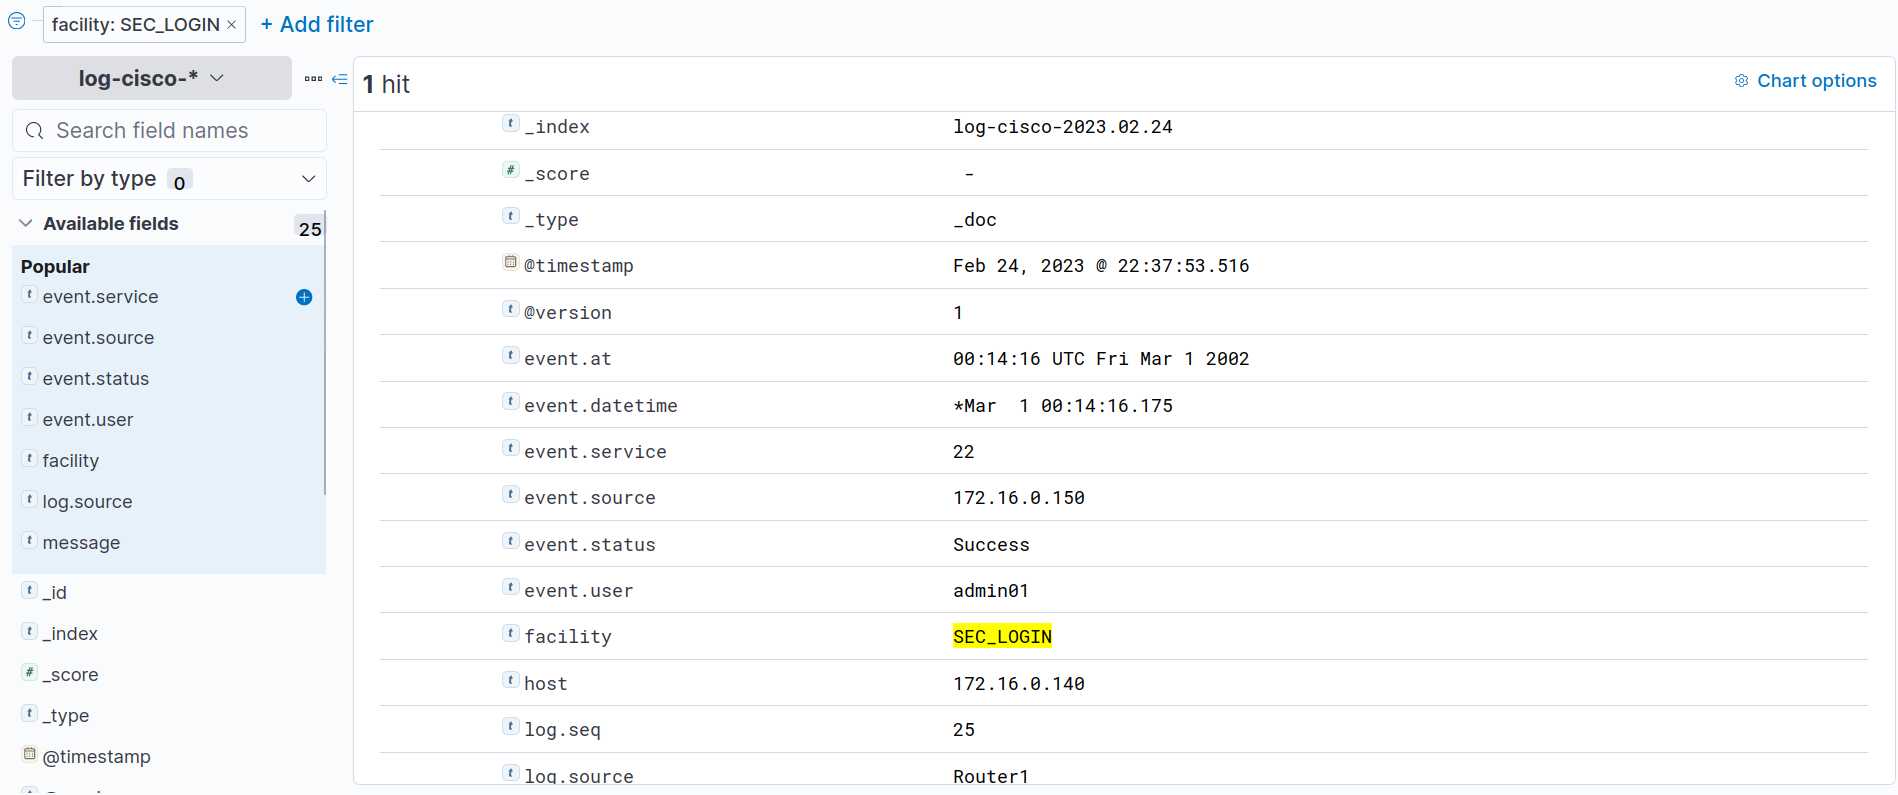 facility: SEC_LOGIN ×
+ Add filter
log-cisco-*
Search field names
Filter by type 0
Available fields 25
Popular
t event.service
t event.source
t event.status
t event.user
t facility
t log.source
t message
t _id
t _index
# _score
t _type
@timestamp
1 hit
Chart options
t _index log-cisco-2023.02.24
# _score -
t _type _doc
@timestamp Feb 24, 2023 @ 22:37:53.516
t @version 1
t event.at 00:14:16 UTC Fri Mar 1 2002
t event.datetime *Mar  1 00:14:16.175
t event.service 22
t event.source 172.16.0.150
t event.status Success
t event.user admin01
t facility SEC_LOGIN
t host 172.16.0.140
t log.seq 25
t log.source Router1